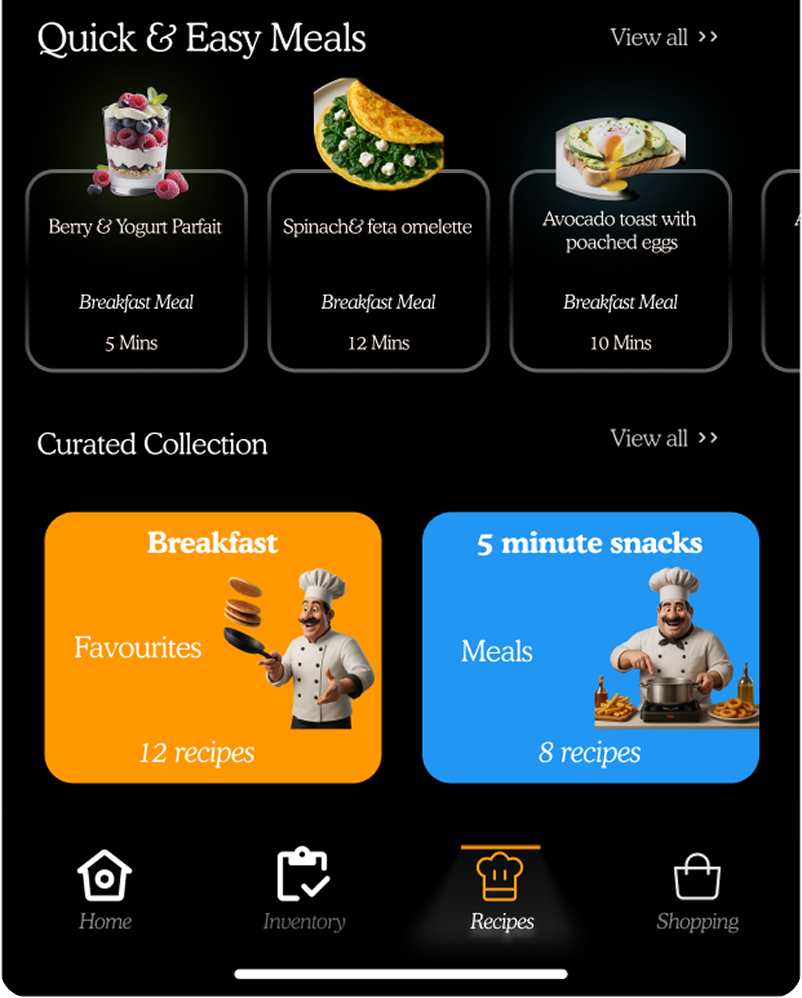 Quick & Easy Meals
View all >>
Berry & Yogurt Parfait
Breakfast Meal
5 Mins
Spinach& feta omelette
Breakfast Meal
12 Mins
Avocado toast with
poached eggs
Breakfast Meal
10 Mins
Curated Collection
View all >>
Breakfast
Favourites
12 recipes
5 minute snacks
Meals
8 recipes
Home
Inventory
Recipes
Shopping